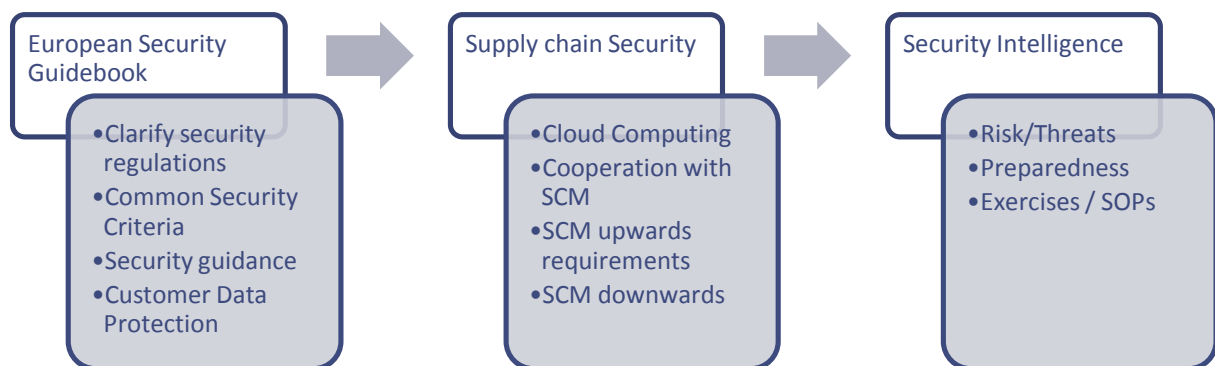 European Security
Guidebook
•Clarify security
regulations
•Common Security
Criteria
•Security guidance
•Customer Data
Protection
Supply chain Security
•Cloud Computing
•Cooperation with
SCM
•SCM upwards
requirements
•SCM downwards
Security Intelligence
•Risk/Threats
•Preparedness
•Exercises / SOPs